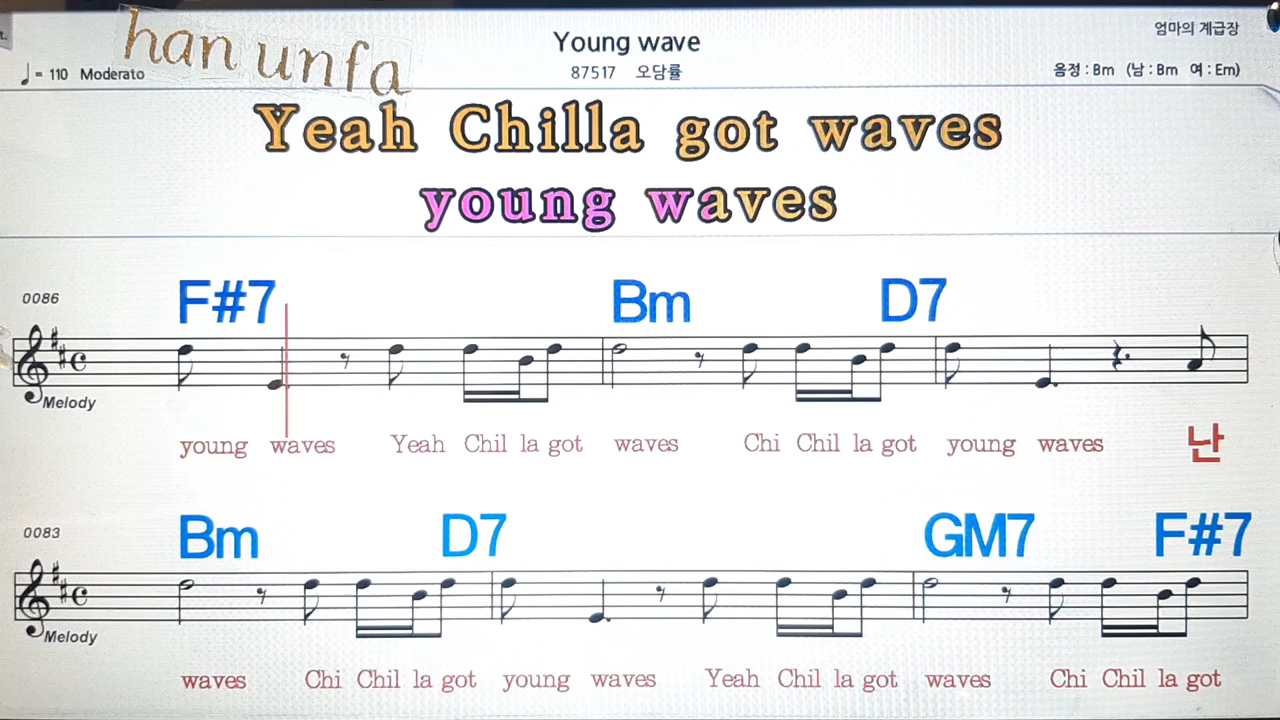 t.
han unfa
Young wave
엄마의 계급장
♩= 110 Moderato
87517 오담률
음정 : Bm (남 : Bm 여 : Em)
Yeah Chilla got waves
young waves
0086
F#7 Bm D7
Melody
young waves Yeah Chil la got waves Chi Chil la got young waves 난
0083
Bm D7 GM7 F#7
Melody
waves Chi Chil la got young waves Yeah Chil la got waves Chi Chil la got